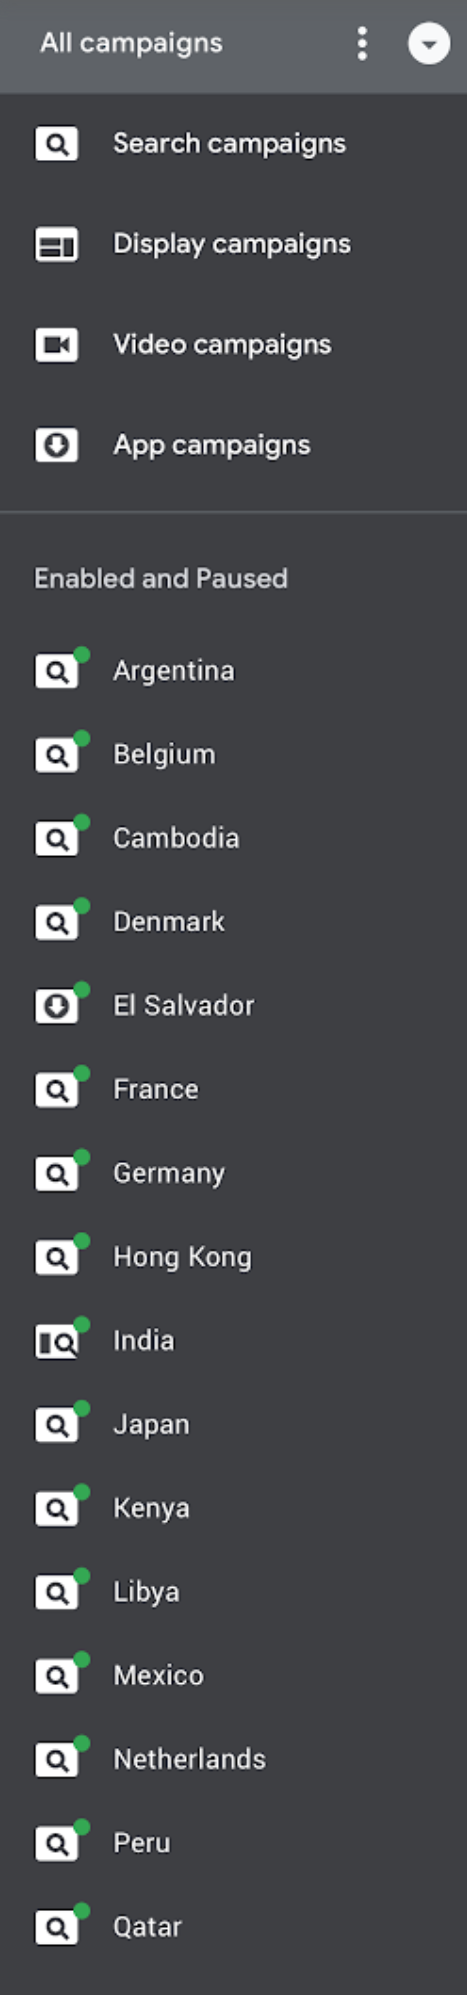 All campaigns
Search campaigns
Display campaigns
Video campaigns
App campaigns
Enabled and Paused
Argentina
Belgium
Cambodia
Denmark
El Salvador
France
Germany
Hong Kong
India
Japan
Kenya
Libya
Mexico
Netherlands
Peru
Qatar